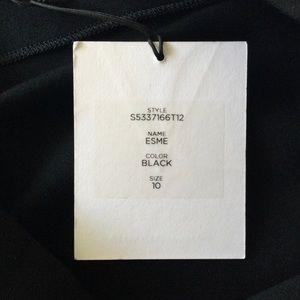 STYLE
S5337166T12
NAME
ESME
COLOR
BLACK
SIZE
10